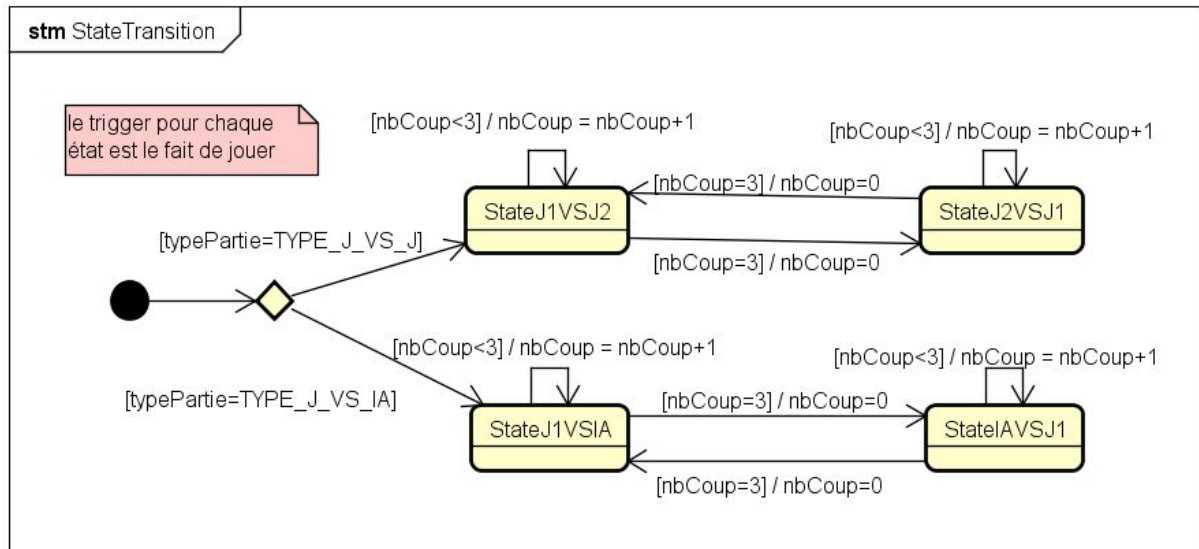 stm StateTransition
le trigger pour chaque
état est le fait de jouer
[nbCoup<3] / nbCoup = nbCoup+1
[nbCoup<3] / nbCoup = nbCoup+1
[nbCoup=3] / nbCoup=0
StateJ1VSJ2
StateJ2VSJ1
[typePartie=TYPE_J_VS_J]
[nbCoup=3] / nbCoup=0
[nbCoup<3] / nbCoup = nbCoup+1
[nbCoup<3] / nbCoup = nbCoup+1
[typePartie=TYPE_J_VS_IA]
[nbCoup=3] / nbCoup=0
StateJ1VSIA
StateIAVSJ1
[nbCoup=3] / nbCoup=0